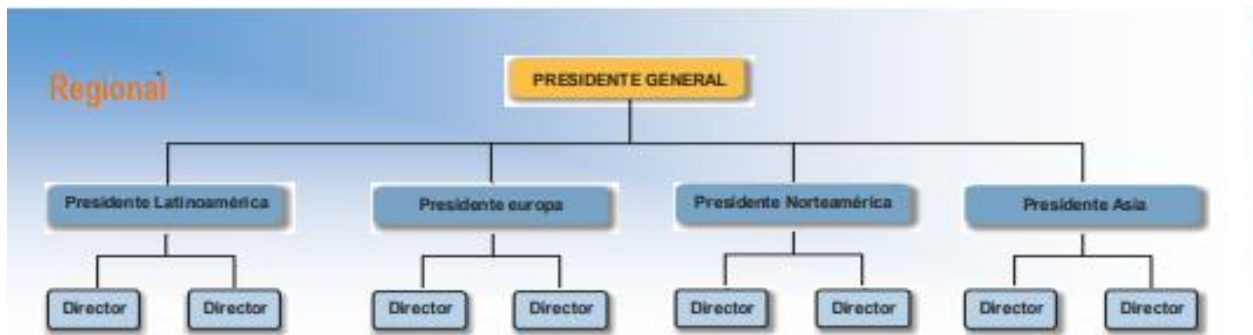 Regional
PRESIDENTE GENERAL
Presidente Latinoamérica
Presidente europa
Presidente Norteamérica
Presidente Asia
Director
Director
Director
Director
Director
Director
Director
Director